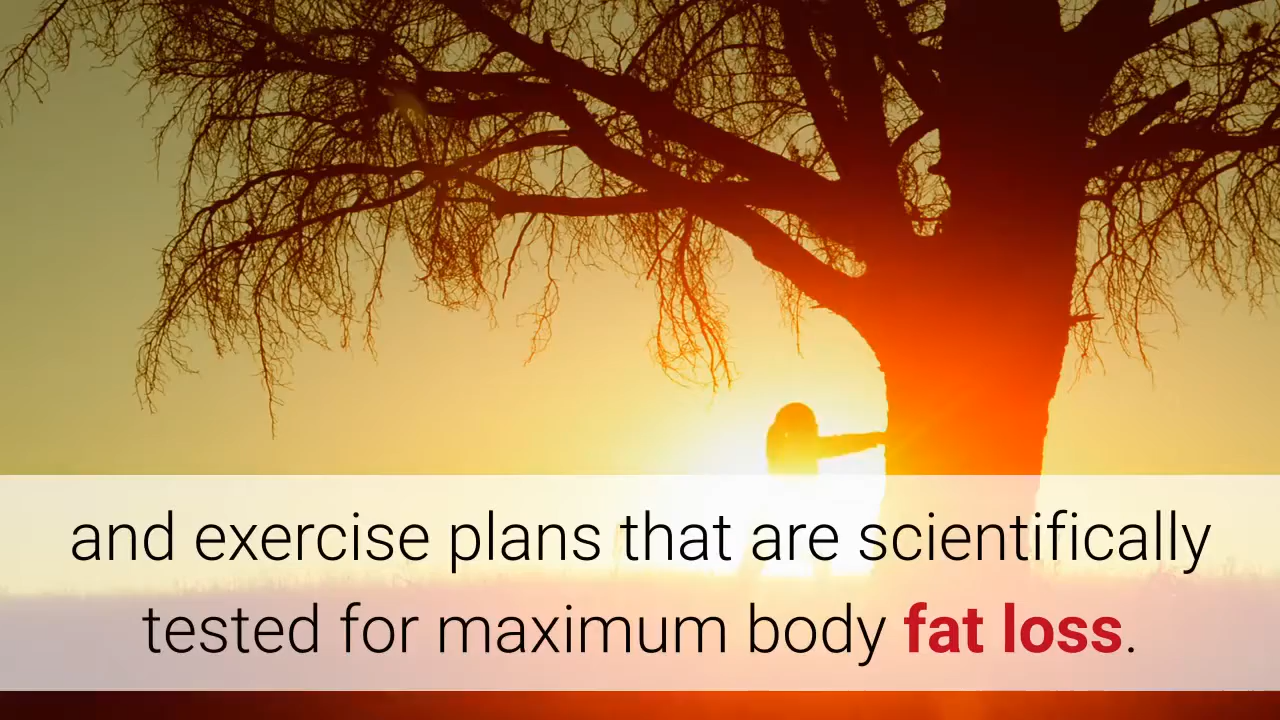 and exercise plans that are scientifically
tested for maximum body fat loss.